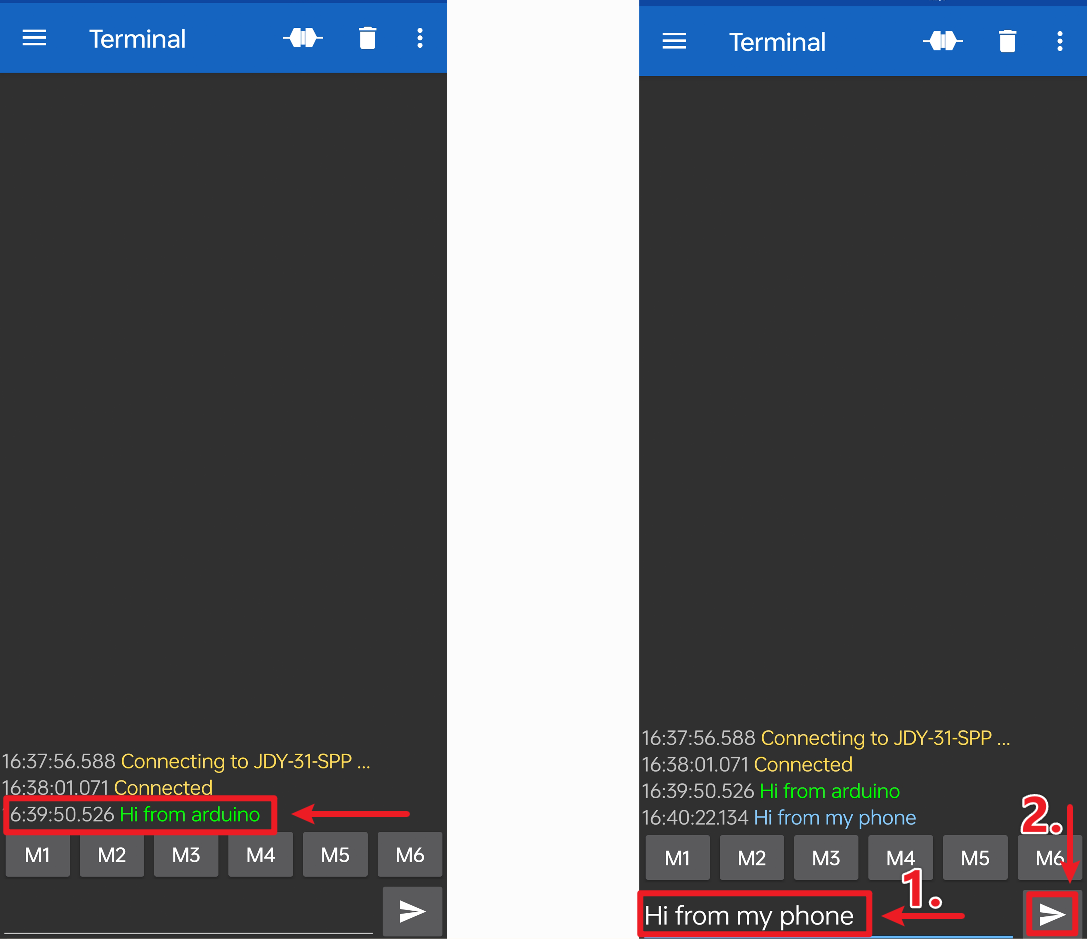 Terminal
16:37:56.588 Connecting to JDY-31-SPP ...
16:38:01.071 Connected
16:39:50.526 Hi from arduino
M1 M2 M3 M4 M5 M6
Terminal
16:37:56.588 Connecting to JDY-31-SPP ...
16:38:01.071 Connected
16:39:50.526 Hi from arduino
16:40:22.134 Hi from my phone
2.
M1 M2 M3 M4 M5 M6
1.
Hi from my phone